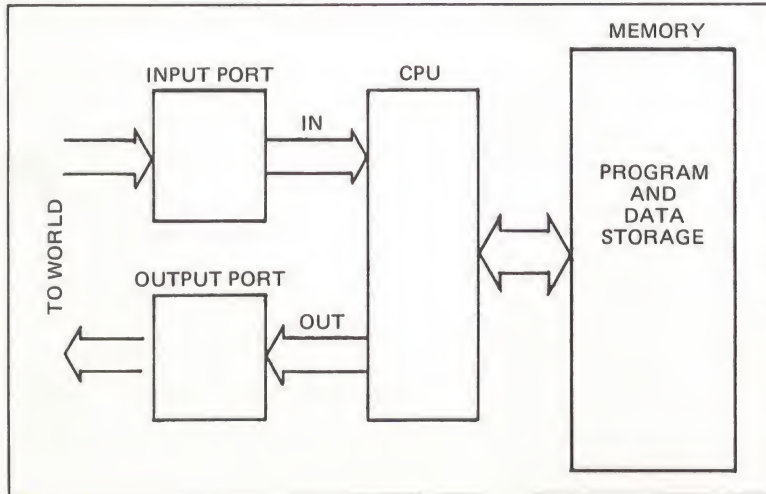 MEMORY
INPUT PORT
CPU
IN
PROGRAM
AND
DATA
STORAGE
TO WORLD
OUTPUT PORT
OUT